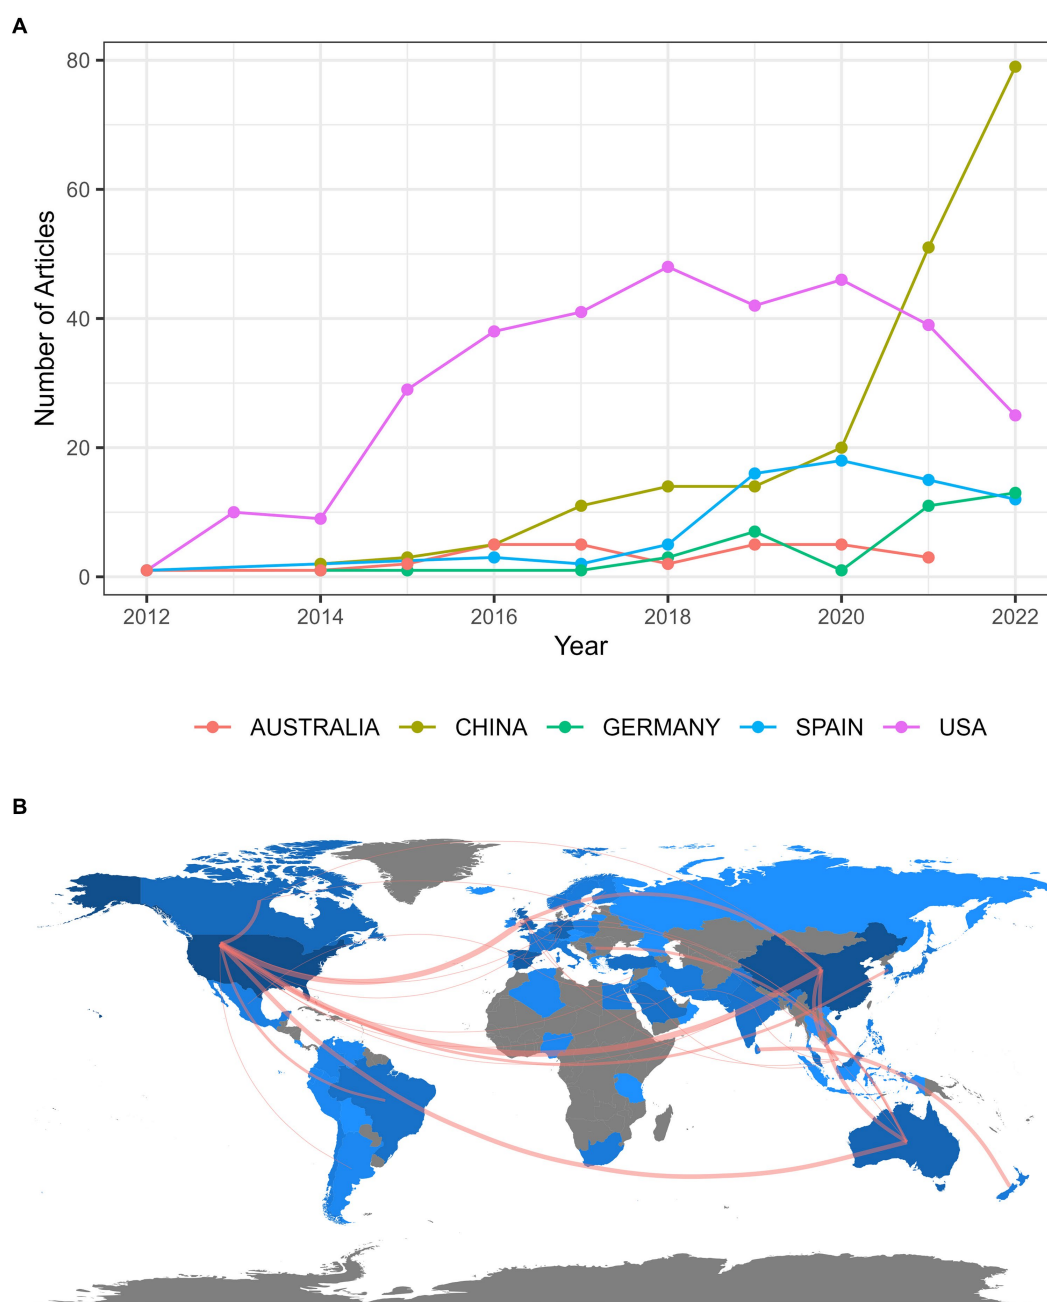 A
80
60
40
20
0
Number of Articles
2012 2014 2016 2018 2020 2022
Year
AUSTRALIA CHINA GERMANY SPAIN USA
B